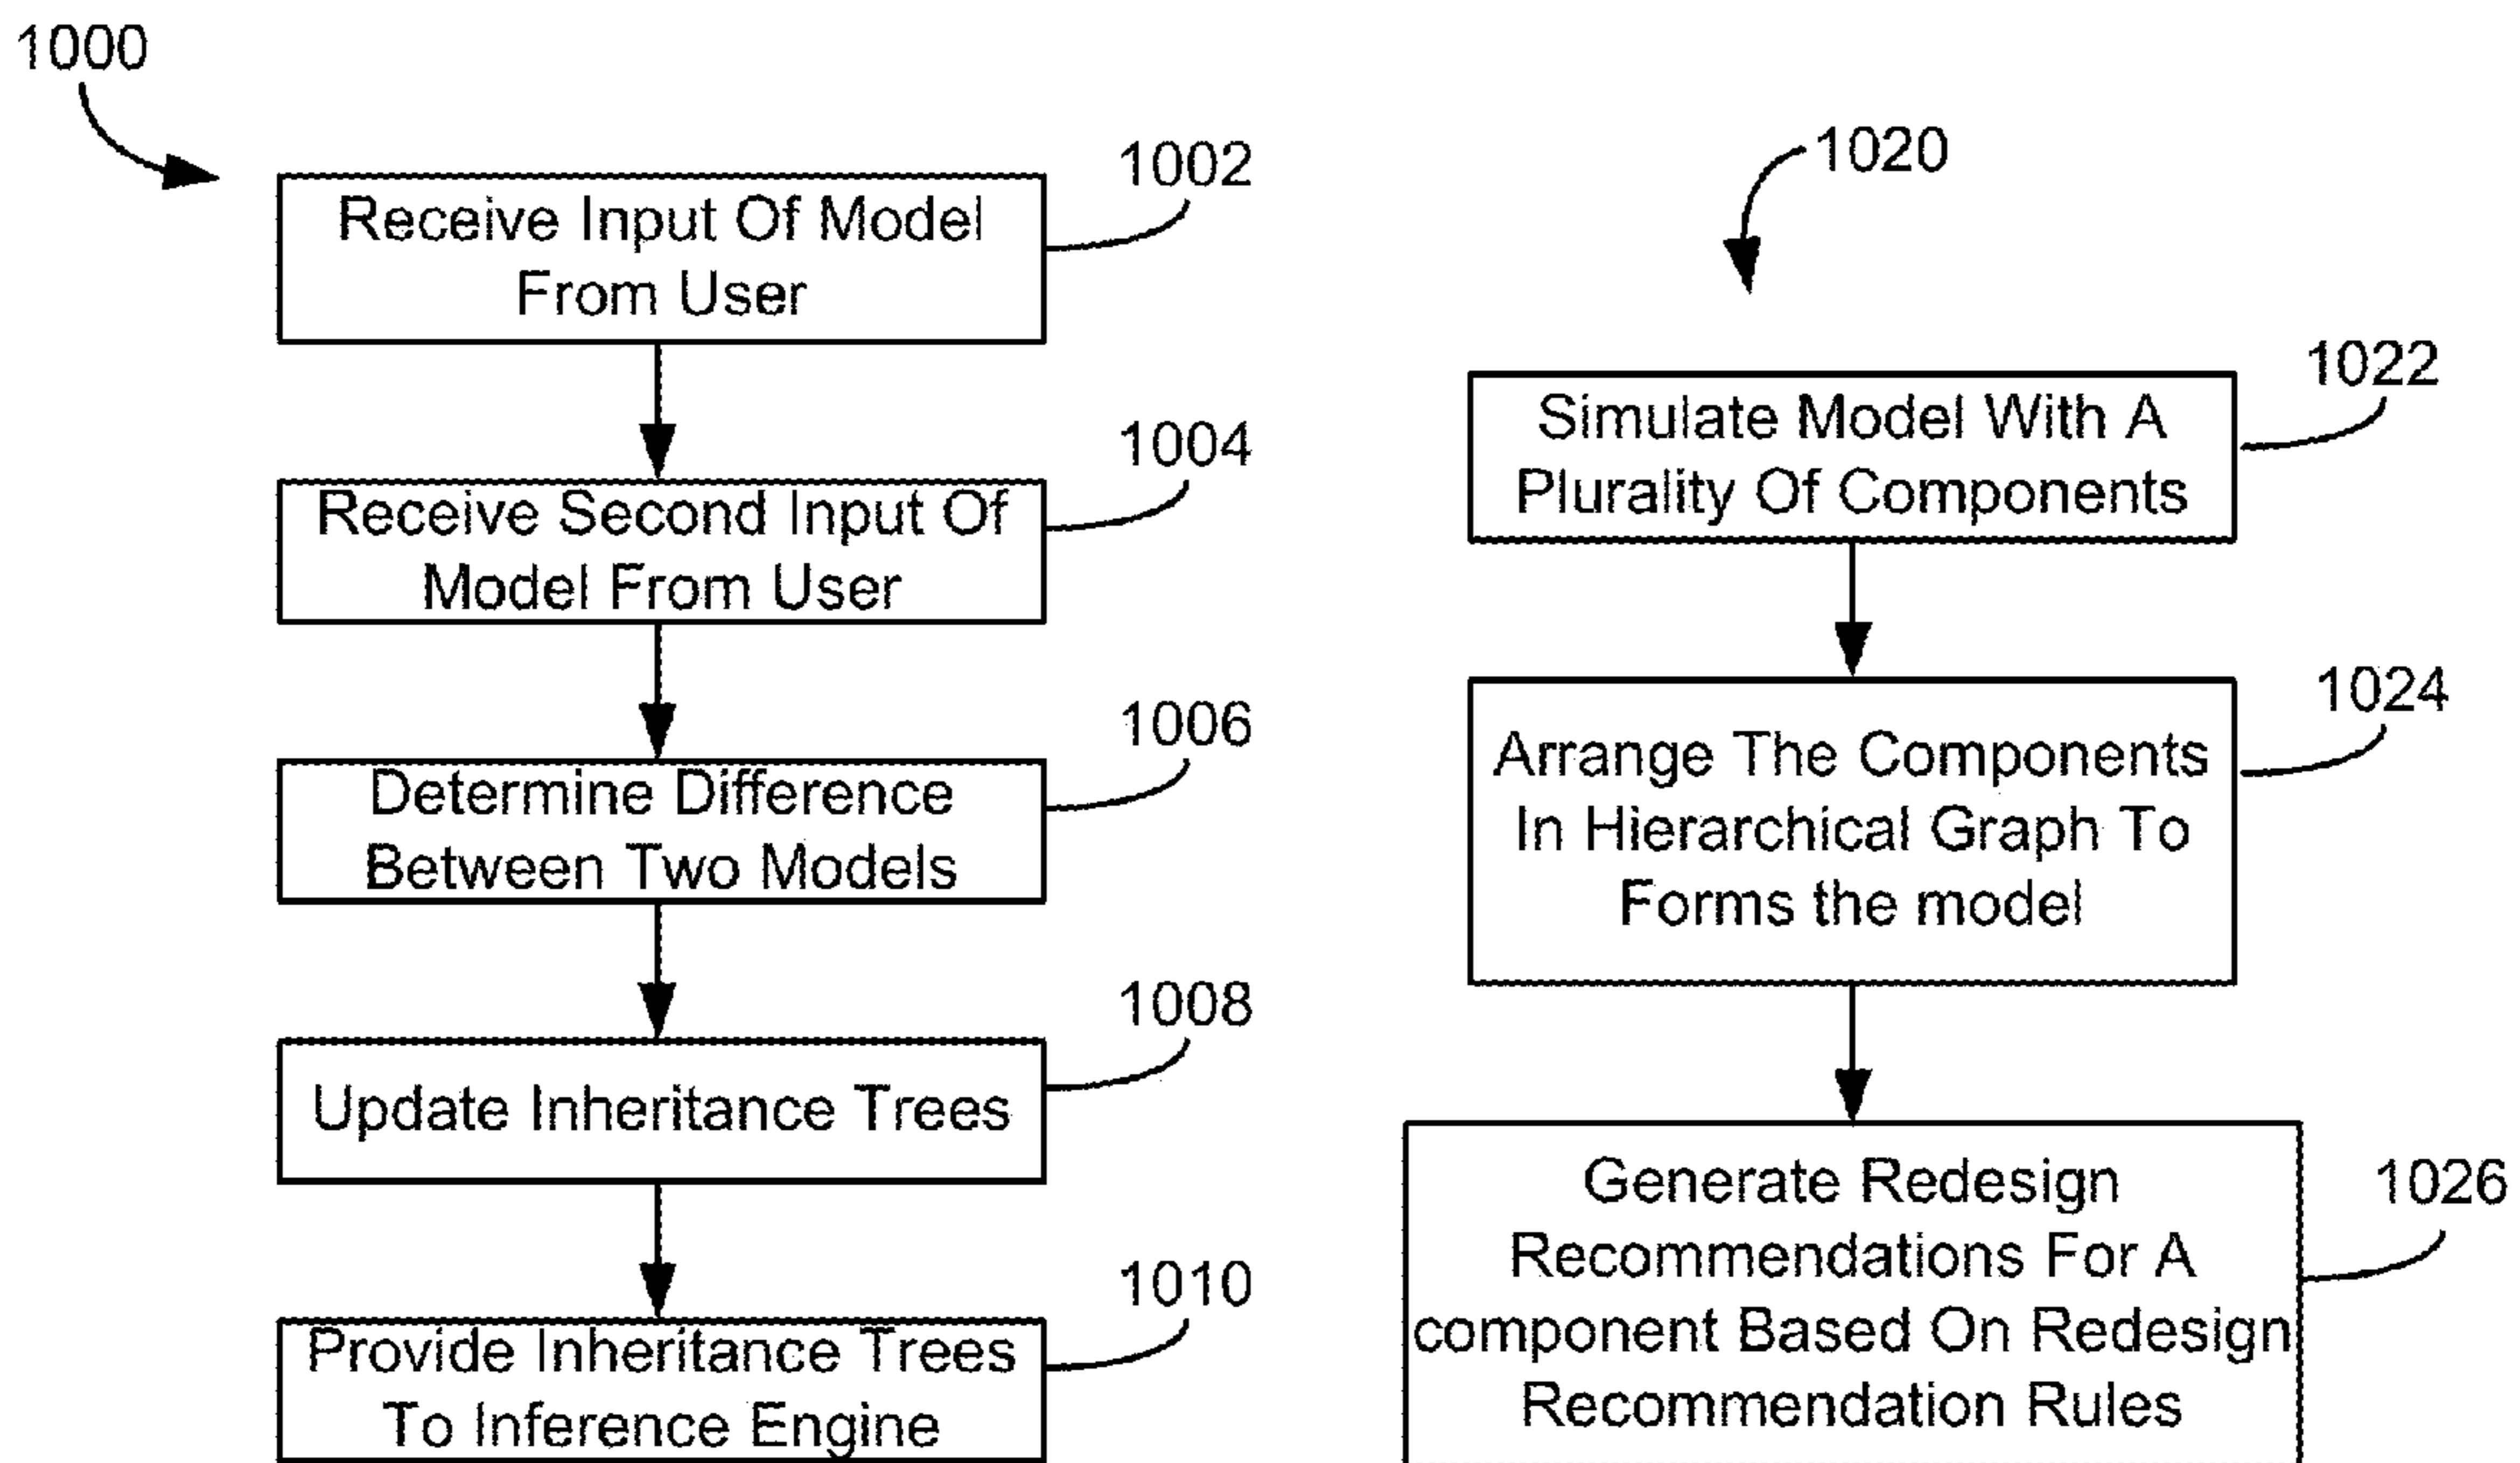 1000
1002
Receive Input Of Model
From User
1004
Receive Second Input Of
Model From User
1006
Determine Difference
Between Two Models
1008
Update Inheritance Trees
1010
Provide Inheritance Trees
To Inference Engine
1020
1022
Simulate Model With A
Plurality Of Components
1024
Arrange The Components
In Hierarchical Graph To
Forms the model
1026
Generate Redesign
Recommendations For A
component Based On Redesign
Recommendation Rules